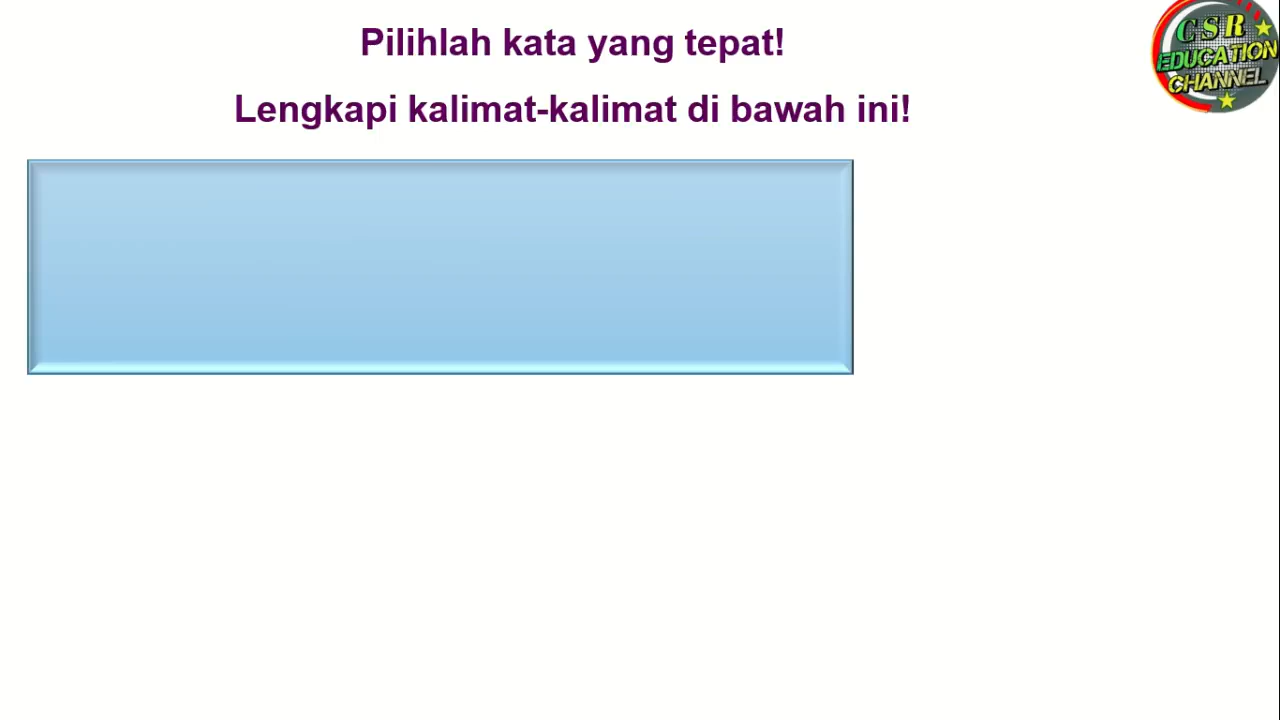 Pilihlah kata yang tepat!
Lengkapi kalimat-kalimat di bawah ini!
CSR
EDUCATION
CHANNEL